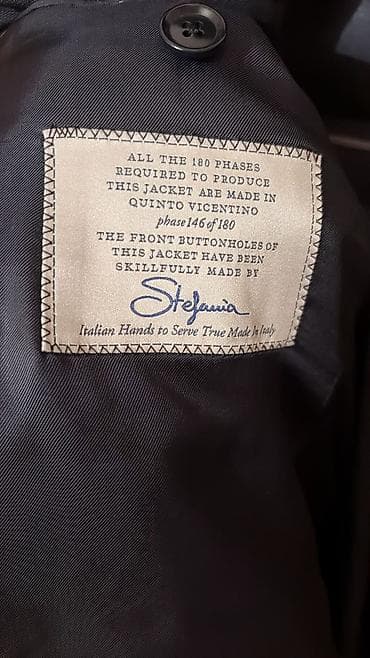 ALL THE 180 PHASES
REQUIRED TO PRODUCE
THIS JACKET ARE MADE IN
QUINTO VICENTINO
phase 146 of 180
THE FRONT BUTTONHOLES OF
THIS JACKET HAVE BEEN
SKILLFULLY MADE BY
Stefania
Italian Hands to Serve True Made In Italy